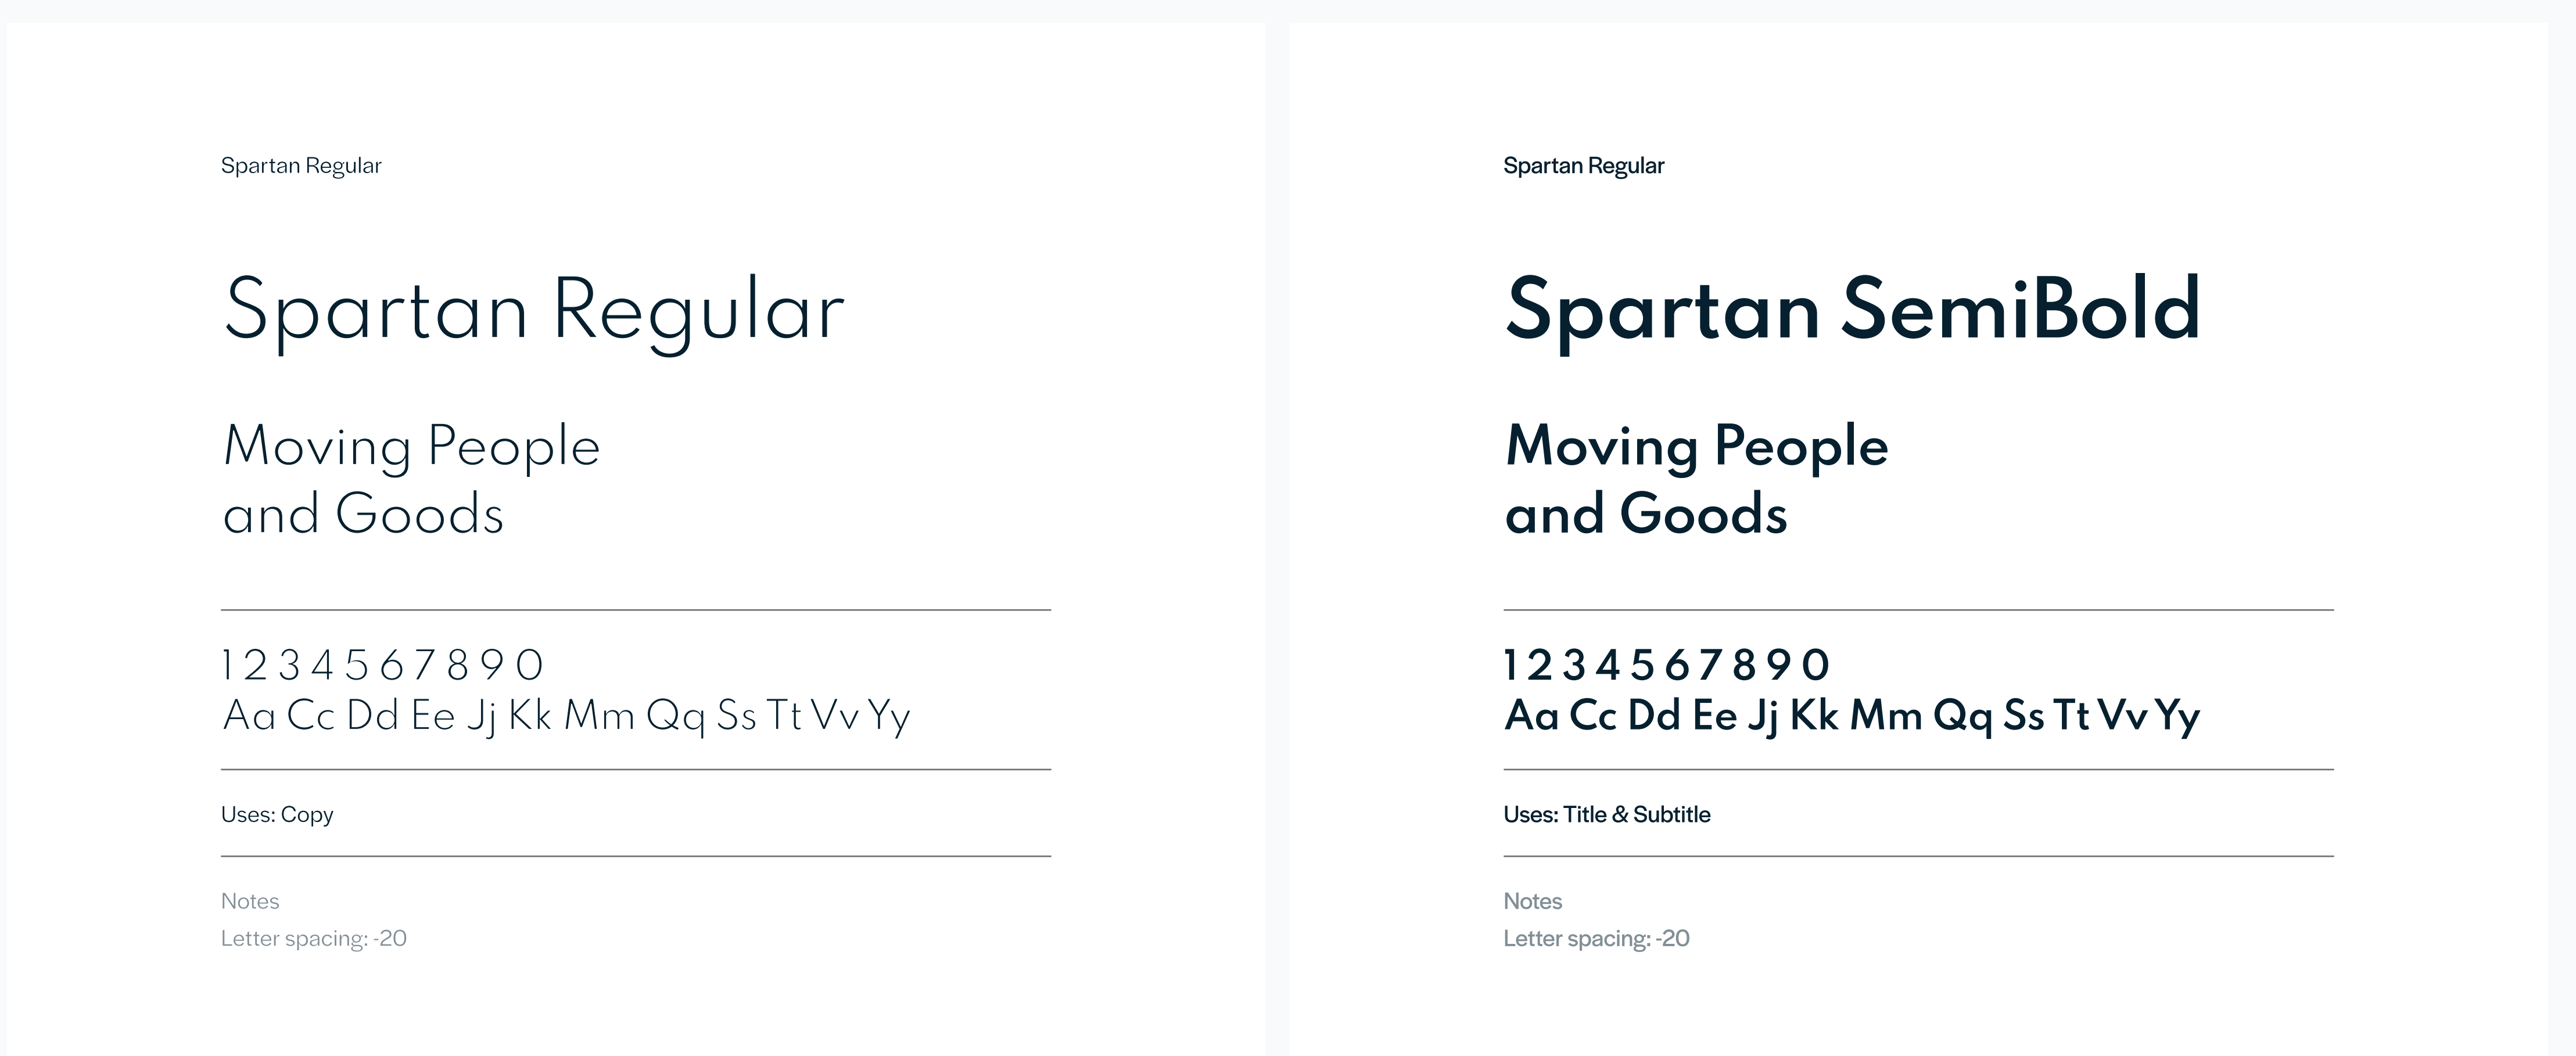 Spartan Regular
Spartan Regular
Moving People
and Goods
1 2 3 4 5 6 7 8 9 0
Aa Cc Dd Ee Jj Kk Mm Qq Ss Tt Vv Yy
Uses: Copy
Notes
Letter spacing: -20
Spartan Regular
Spartan SemiBold
Moving People
and Goods
1 2 3 4 5 6 7 8 9 0
Aa Cc Dd Ee Jj Kk Mm Qq Ss Tt Vv Yy
Uses: Title & Subtitle
Notes
Letter spacing: -20